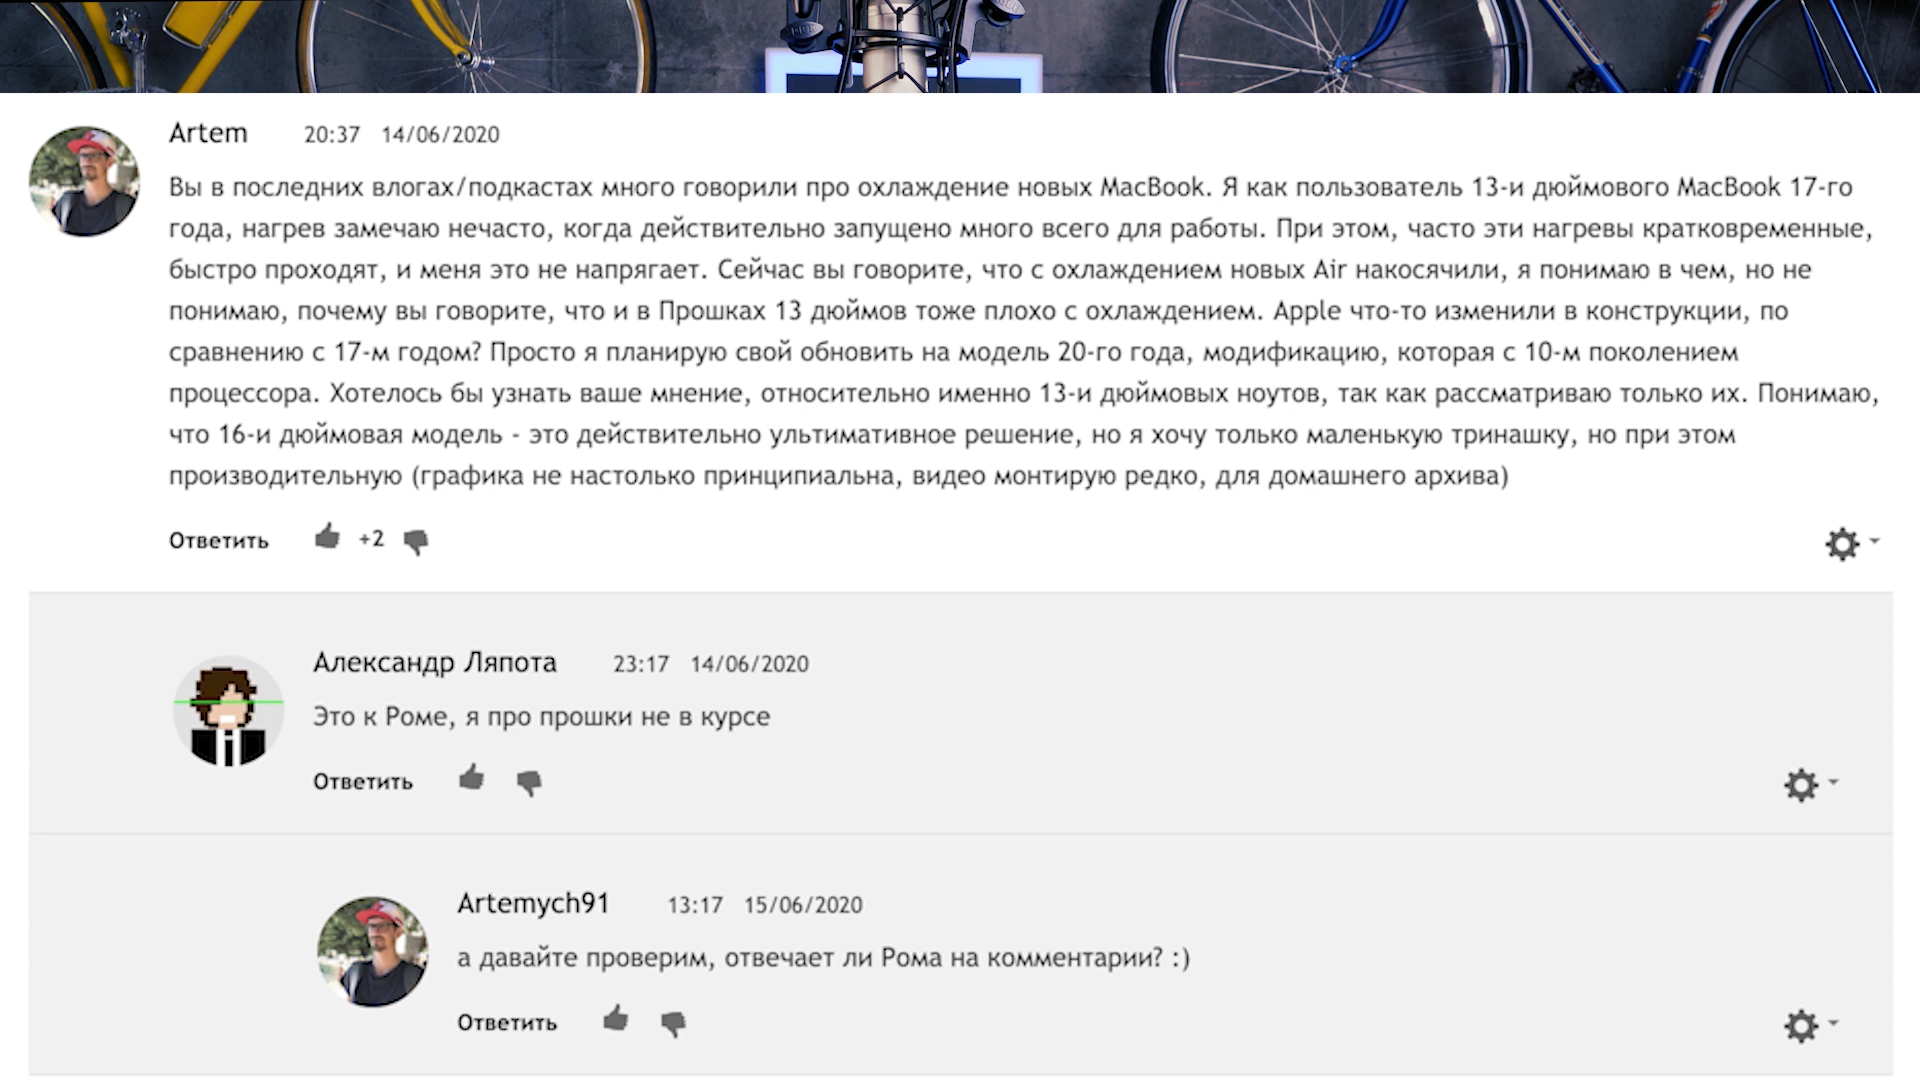 Artem 20:37 14/06/2020
Вы в последних влогах/подкастах много говорили про охлаждение новых MacBook. Я как пользователь 13-и дюймового MacBook 17-го
года, нагрев замечаю нечасто, когда действительно запущено много всего для работы. При этом, часто эти нагревы кратковременные,
быстро проходят, и меня это не напрягает. Сейчас вы говорите, что с охлаждением новых Air накосячили, я понимаю в чем, но не
понимаю, почему вы говорите, что и в Прошках 13 дюймов тоже плохо с охлаждением. Apple что-то изменили в конструкции, по
сравнению с 17-м годом? Просто я планирую свой обновить на модель 20-го года, модификацию, которая с 10-м поколением
процессора. Хотелось бы узнать ваше мнение, относительно именно 13-и дюймовых ноутов, так как рассматриваю только их. Понимаю,
что 16-и дюймовая модель - это действительно ультимативное решение, но я хочу только маленькую тринашку, но при этом
производительную (графика не настолько принципиальна, видео монтирую редко, для домашнего архива)
Ответить +2
Александр Ляпота 23:17 14/06/2020
Это к Роме, я про прошки не в курсе
Ответить
Artemych91 13:17 15/06/2020
а давайте проверим, отвечает ли Рома на комментарии? :)
Ответить